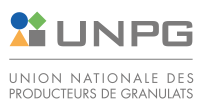 UNPG
UNION NATIONALE DES
PRODUCTEURS DE GRANULATS